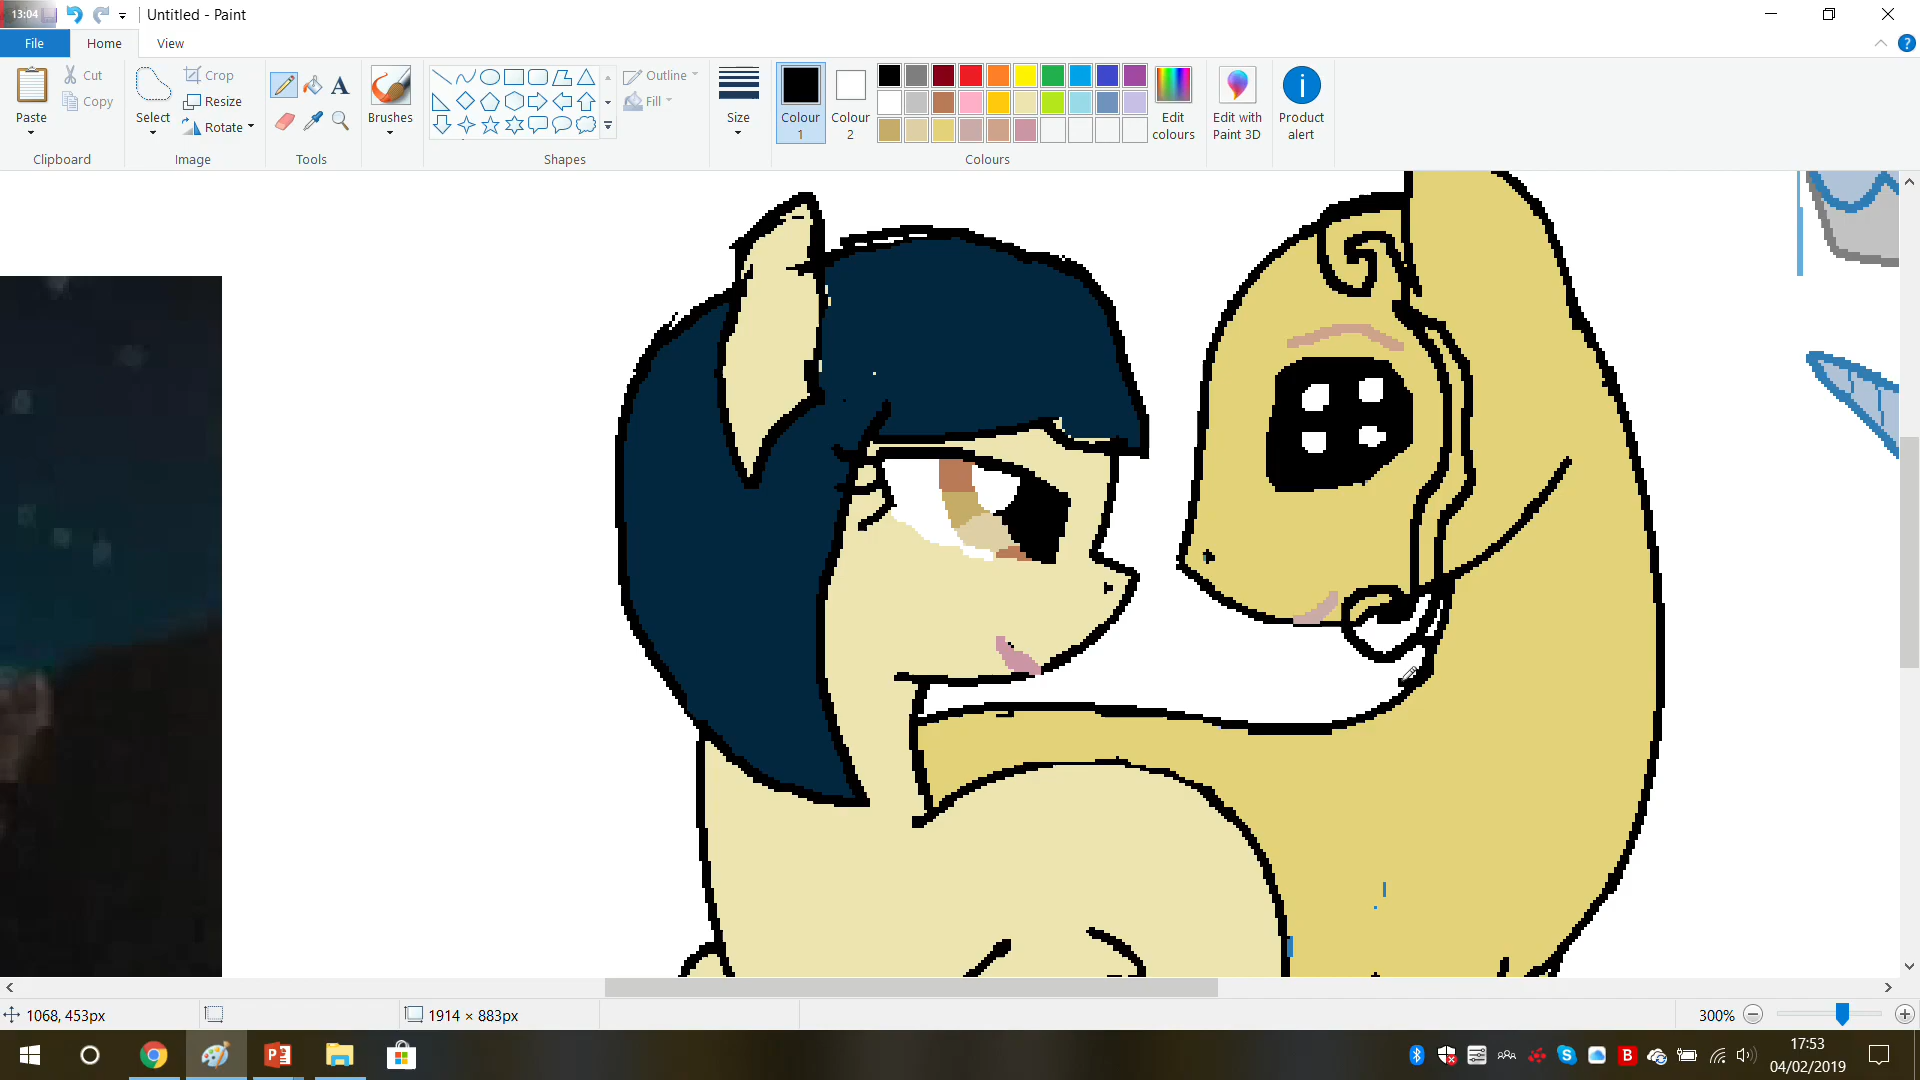 13:04
Untitled - Paint
File Home View
Paste
Cut
Copy
Clipboard
Select
Crop
Resize
Rotate
Image
A
Tools
Brushes
Outline
Fill
Shapes
Size
Colour 1
Colour 2
Edit colours
Colours
Edit with Paint 3D
Product alert
1068, 453px
1914 × 883px
300%
17:53
04/02/2019